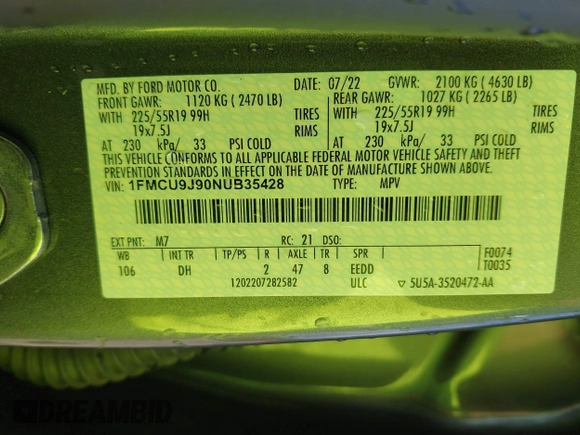 MFD. BY FORD MOTOR CO. DATE: 07/22 GVWR: 2100 KG ( 4630 LB)
FRONT GAWR: 1120 KG ( 2470 LB) REAR GAWR: 1027 KG ( 2265 LB)
WITH 225/55R19 99H TIRES WITH 225/55R19 99H TIRES
19x7.5J RIMS 19x7.5J RIMS
AT 230 kPa/ 33 PSI COLD AT 230 kPa/ 33 PSI COLD
THIS VEHICLE CONFORMS TO ALL APPLICABLE FEDERAL MOTOR VEHICLE SAFETY AND THEFT
PREVENTION STANDARDS IN EFFECT ON THE DATE OF MANUFACTURE SHOWN ABOVE.
VIN: 1FMCU9J90NUB35428 TYPE: MPV
EXT PNT: M7 RC: 21 DSO: F0074
WB INT TR TP/PS R AXLE TR SPR T0035
106 DH 2 47 8 EEDD
1202207282582 ULC 5U5A-3520472-AA
DREAMBID